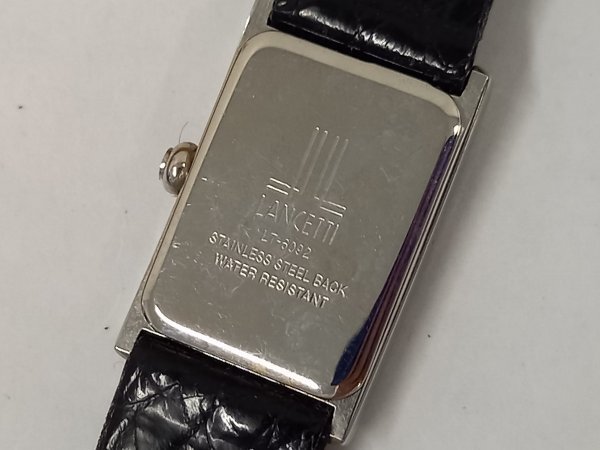 LANCETTI
LT-6092
STAINLESS STEEL BACK
WATER RESISTANT